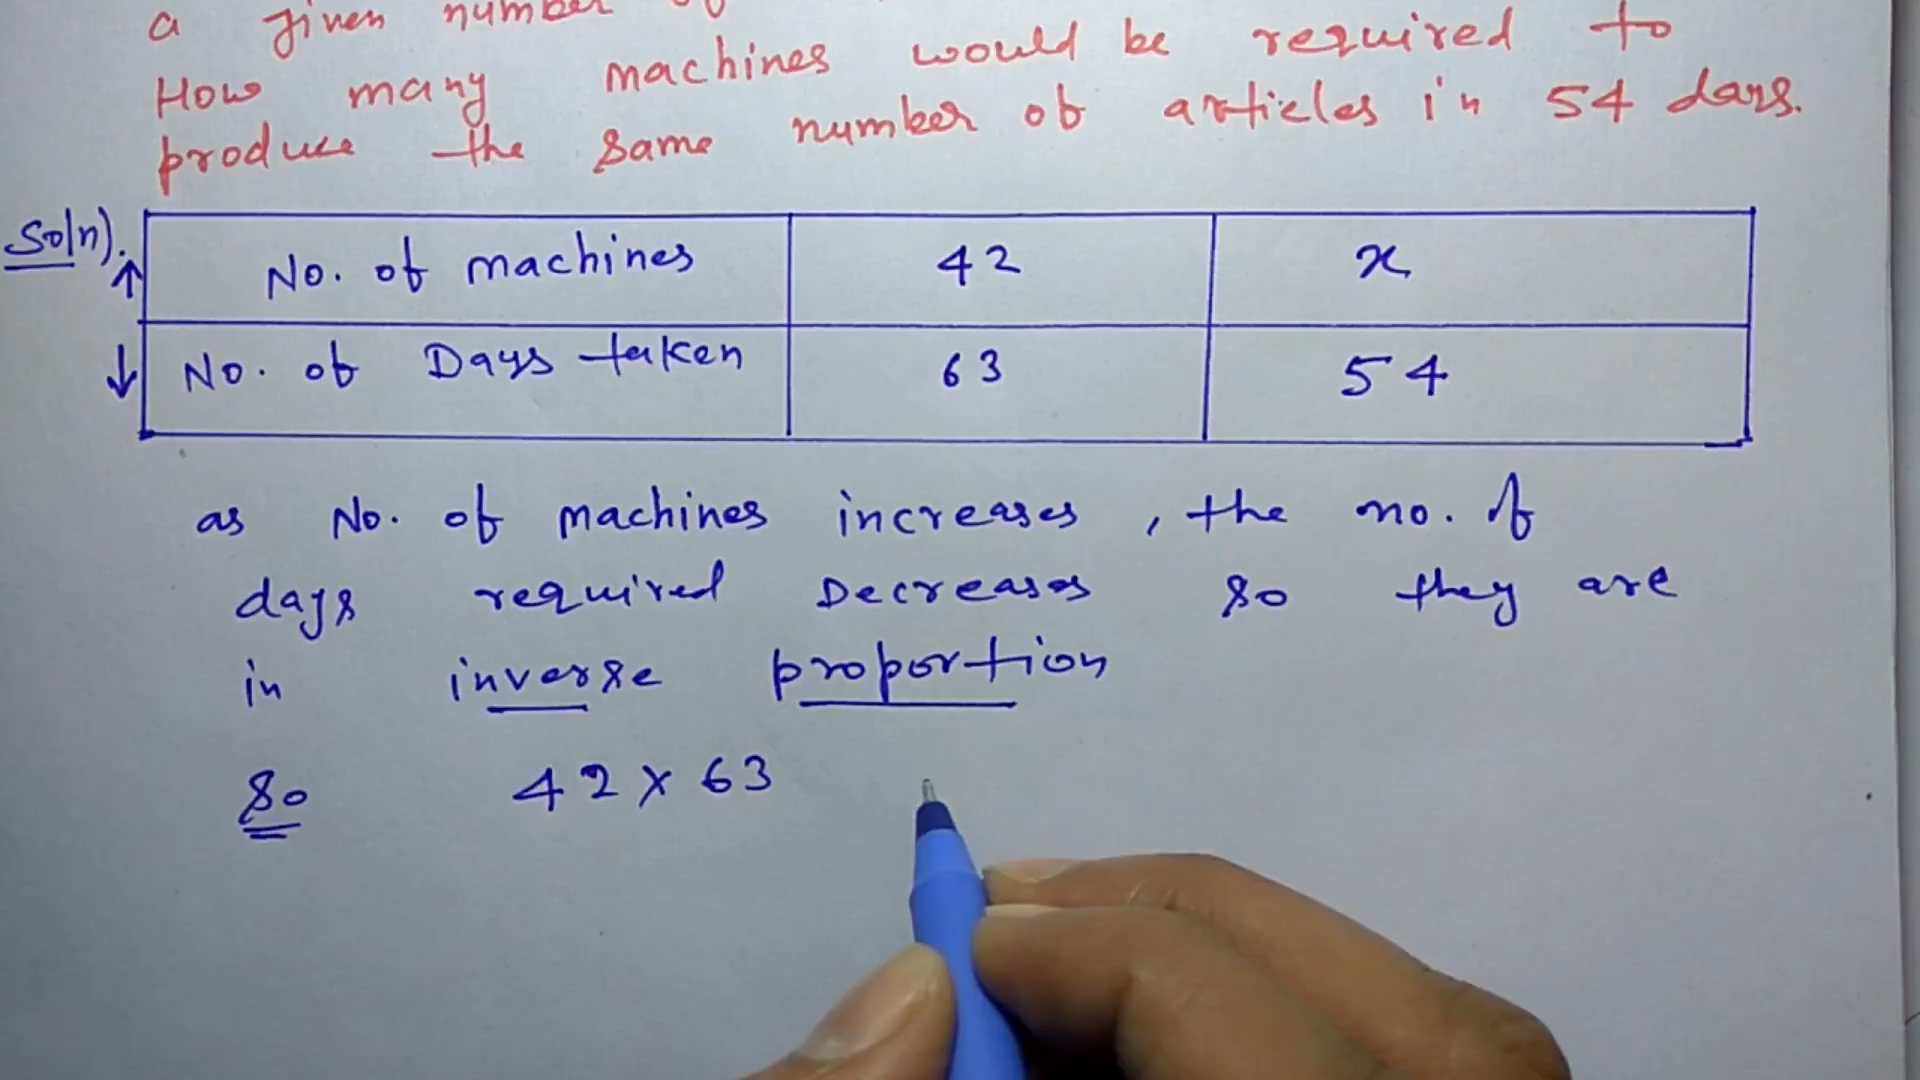 a given number
How many machines would be required to
produce the same number of articles in 54 days.
Soln).
No. of machines 42 x
No. of Days taken 63 54
as No. of machines increases, the no. of
days required Decreases so they are
in inverse proportion
so 42 x 63